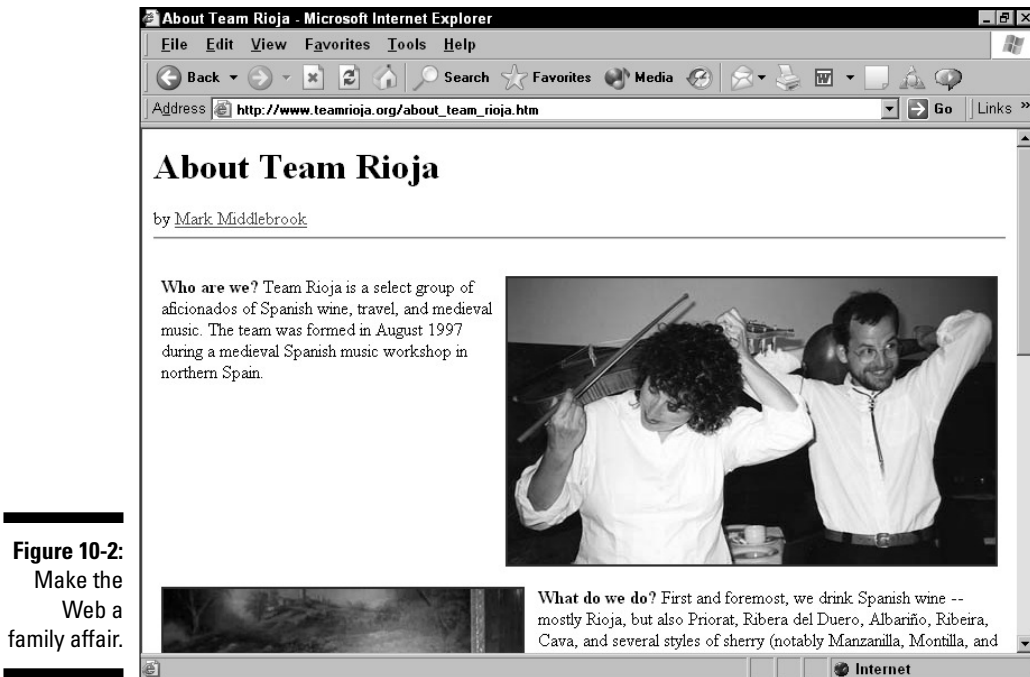 About Team Rioja - Microsoft Internet Explorer
File Edit View Favorites Tools Help
Back Search Favorites Media W
Address http://www.teamrioja.org/about_team_rioja.htm Go Links »
About Team Rioja
by Mark Middlebrook
Who are we? Team Rioja is a select group of
aficionados of Spanish wine, travel, and medieval
music. The team was formed in August 1997
during a medieval Spanish music workshop in
northern Spain.
What do we do? First and foremost, we drink Spanish wine --
mostly Rioja, but also Priorat, Ribera del Duero, Albariño, Ribeira,
Cava, and several styles of sherry (notably Manzanilla, Montilla, and
Internet
Figure 10-2:
Make the
Web a
family affair.